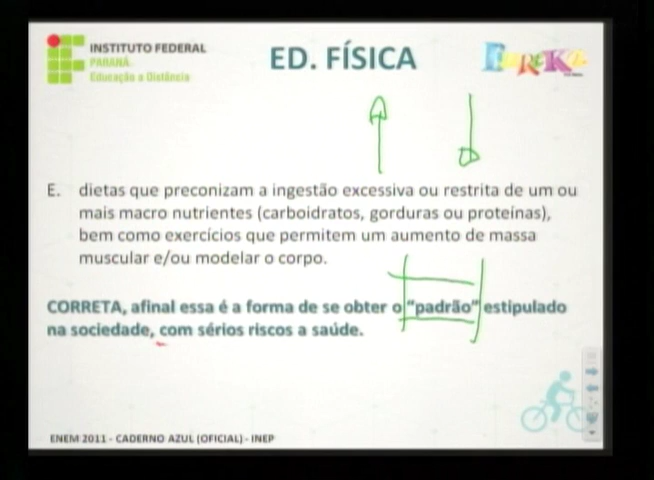 INSTITUTO FEDERAL
PARANÁ
Educação a Distância
ED. FÍSICA
EUREKA
E. dietas que preconizam a ingestão excessiva ou restrita de um ou
mais macro nutrientes (carboidratos, gorduras ou proteínas),
bem como exercícios que permitem um aumento de massa
muscular e/ou modelar o corpo.
CORRETA, afinal essa é a forma de se obter o "padrão" estipulado
na sociedade, com sérios riscos a saúde.
ENEM 2011 - CADERNO AZUL (OFICIAL) - INEP